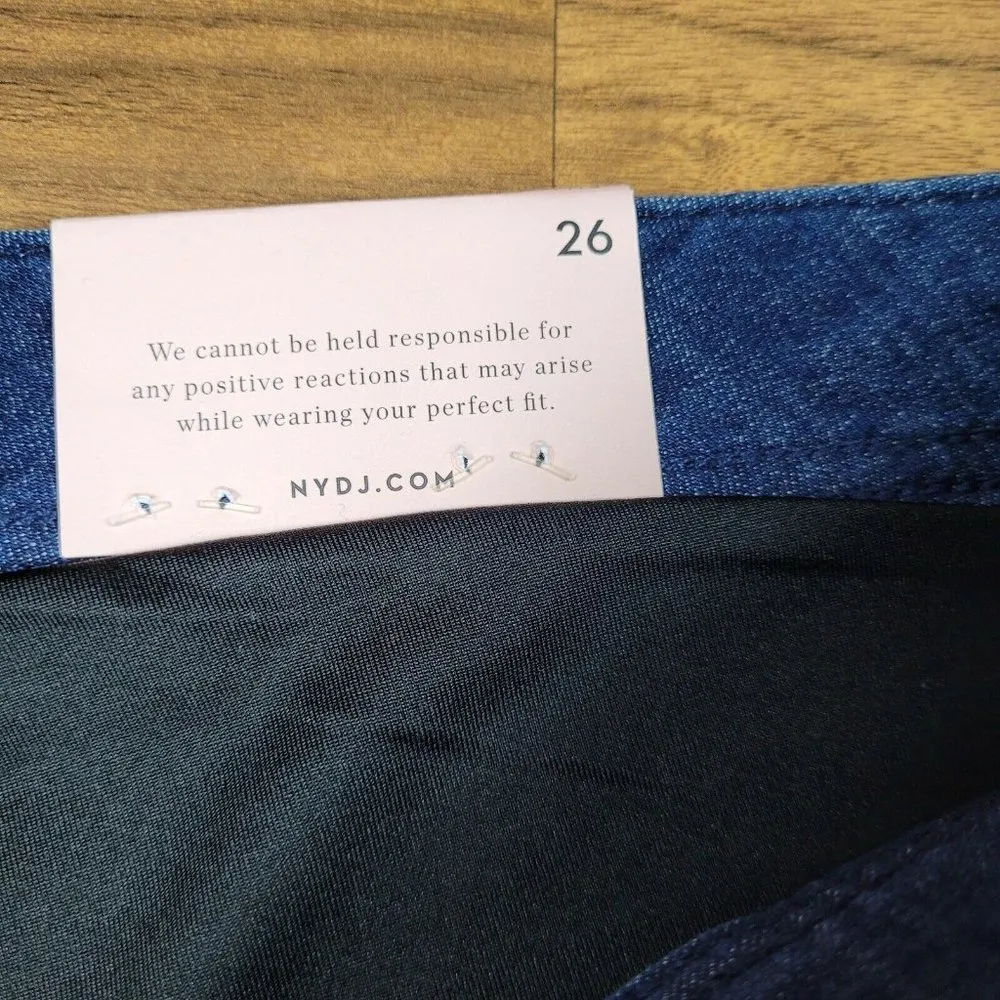 26
We cannot be held responsible for
any positive reactions that may arise
while wearing your perfect fit.
NYDJ.COM